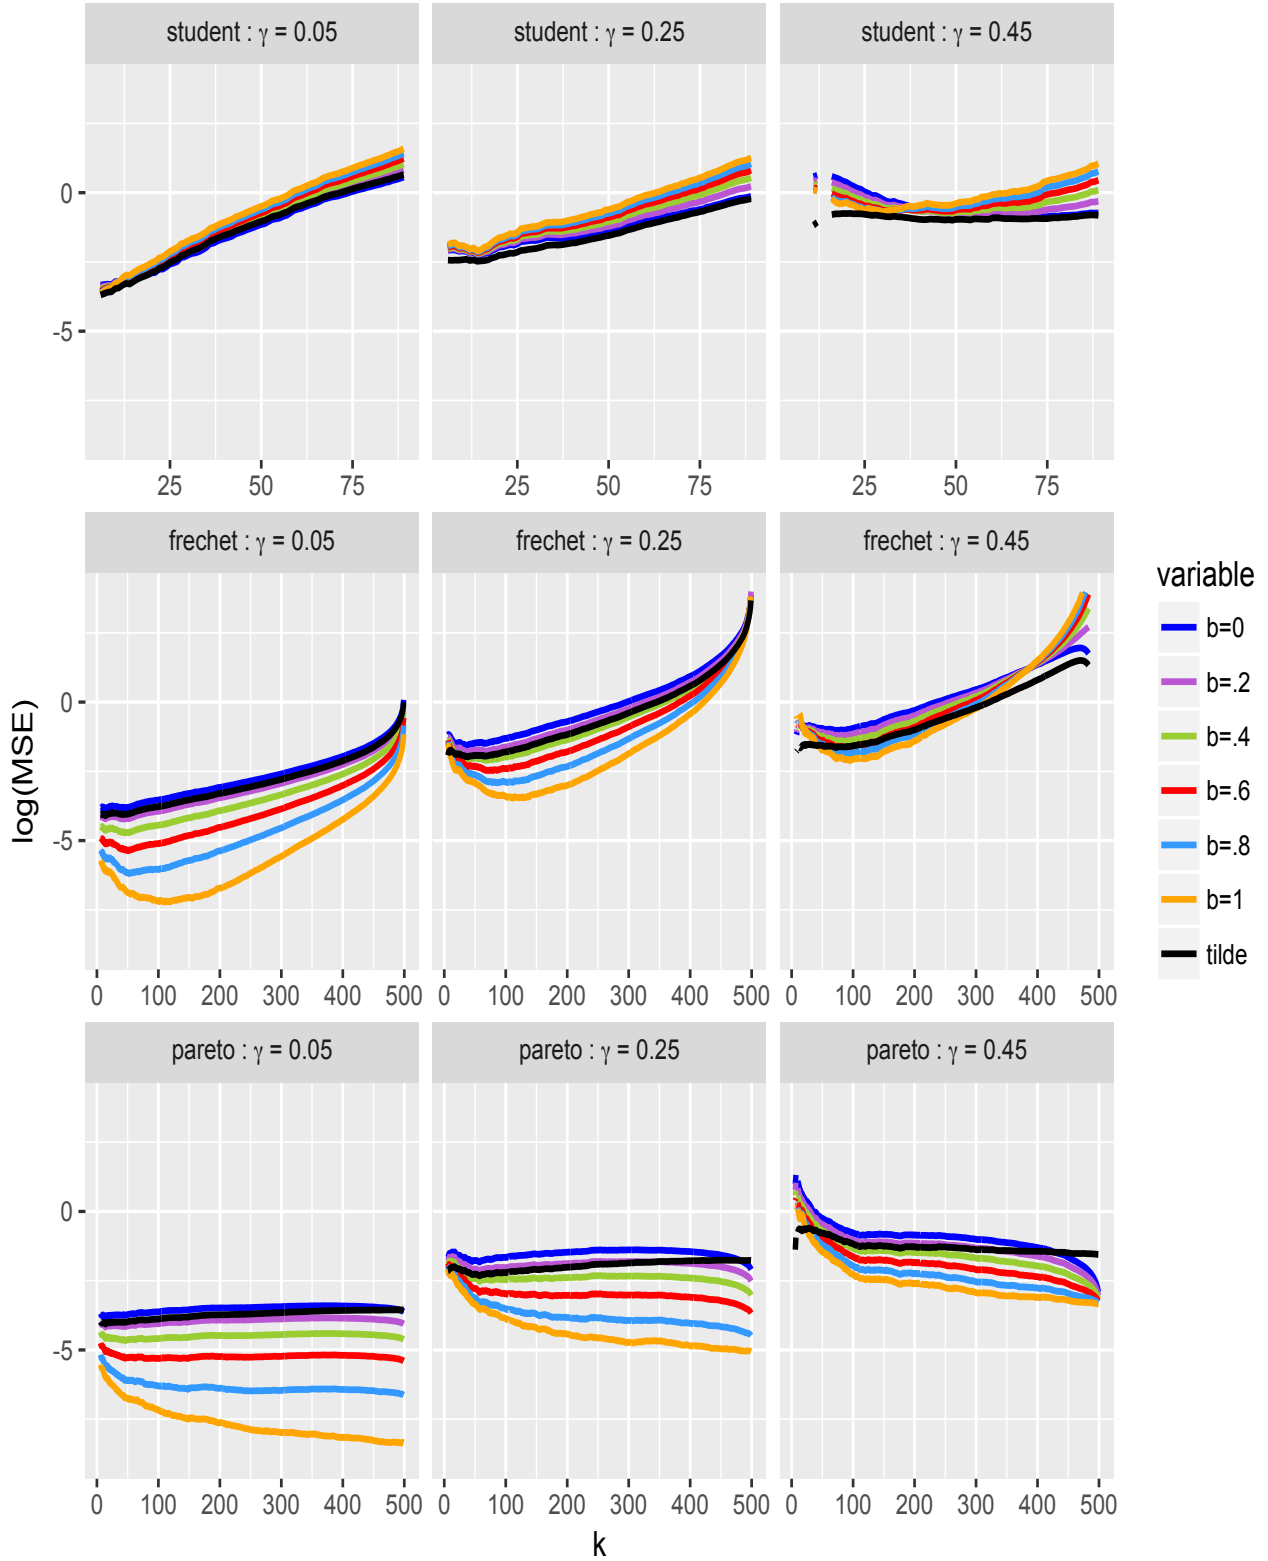 student : γ = 0.05
student : γ = 0.25
student : γ = 0.45
0
-5
25 50 75
25 50 75
25 50 75
frechet : γ = 0.05
frechet : γ = 0.25
frechet : γ = 0.45
0
-5
0 100 200 300 400 500
0 100 200 300 400 500
0 100 200 300 400 500
pareto : γ = 0.05
pareto : γ = 0.25
pareto : γ = 0.45
0
-5
0 100 200 300 400 500
0 100 200 300 400 500
0 100 200 300 400 500
log(MSE)
k
variable
b=0
b=.2
b=.4
b=.6
b=.8
b=1
tilde